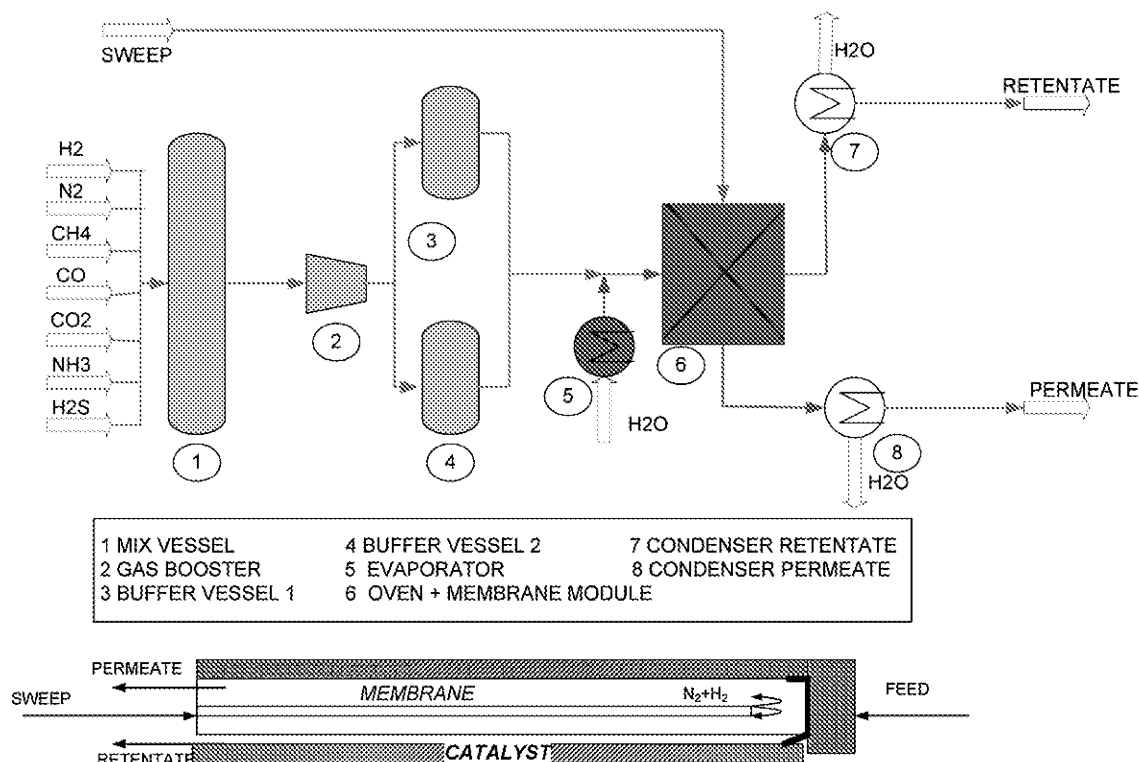 SWEEP
H2O
RETENTATE
H2
N2
CH4
CO
CO2
NH3
H2S
7
3
2
6
5
H2O
PERMEATE
1
4
8
H2O
1 MIX VESSEL 4 BUFFER VESSEL 2 7 CONDENSER RETENTATE
2 GAS BOOSTER 5 EVAPORATOR 8 CONDENSER PERMEATE
3 BUFFER VESSEL 1 6 OVEN + MEMBRANE MODULE
PERMEATE
MEMBRANE
N₂+H₂
SWEEP
FEED
RETENTATE
CATALYST